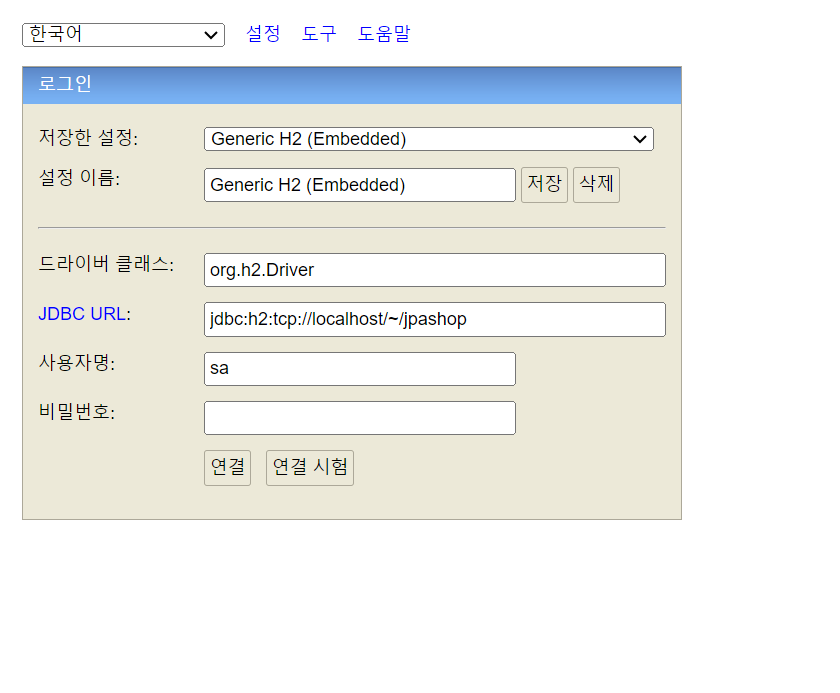 한국어 설정 도구 도움말
로그인
저장한 설정: Generic H2 (Embedded)
설정 이름: Generic H2 (Embedded) 저장 삭제
드라이버 클래스: org.h2.Driver
JDBC URL: jdbc:h2:tcp://localhost/~/jpashop
사용자명: sa
비밀번호:
연결 연결 시험